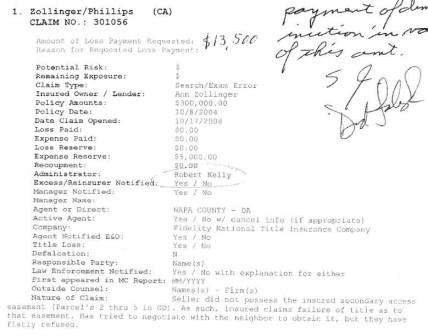 1. Zollinger/Phillips (CA)
CLAIM NO.: 301056
payment of
in
of this amt.
Amount of Loss Payment Requested: $13,500
Reason for Requested Loss Payment:
Potential Risk: $
Remaining Exposure: $
Claim Type: Search/Exam Error
Insured Owner / Lender: Ann Zollinger
Policy Amounts: $300,000.00
Policy Date: 10/8/2004
Date Claim Opened: 10/17/2008
Loss Paid: $0.00
Expense Paid: $0.00
Loss Reserve: $0.00
Expense Reserve: $5,000.00
Recoupment: $0.00
Administrator: Robert Kelly
Excess/Reinsurer Notified: Yes / No
Manager Notified: Yes / No
Manager Name:
Agent or Direct: NAPA COUNTY - DA
Active Agent: Yes / No w/ cancel info (if appropriate)
Company: Fidelity National Title Insurance Company
Agent Notified E&O: Yes / No
Title Loss: Yes / No
Defalcation: N
Responsible Party: Name(s)
Law Enforcement Notified: Yes / No with explanation for either
First appeared in MC Report: MM/YYYY
Outside Counsel: Names(s) - Firm(s)
Nature of Claim: Seller did not possess the insured secondary access
easement (Parcel's 2 thru 5 in GD). As such, insured claims failure of title as to
that easement. Has tried to negotiate with the neighbor to obtain it, but they have
flatly refused.